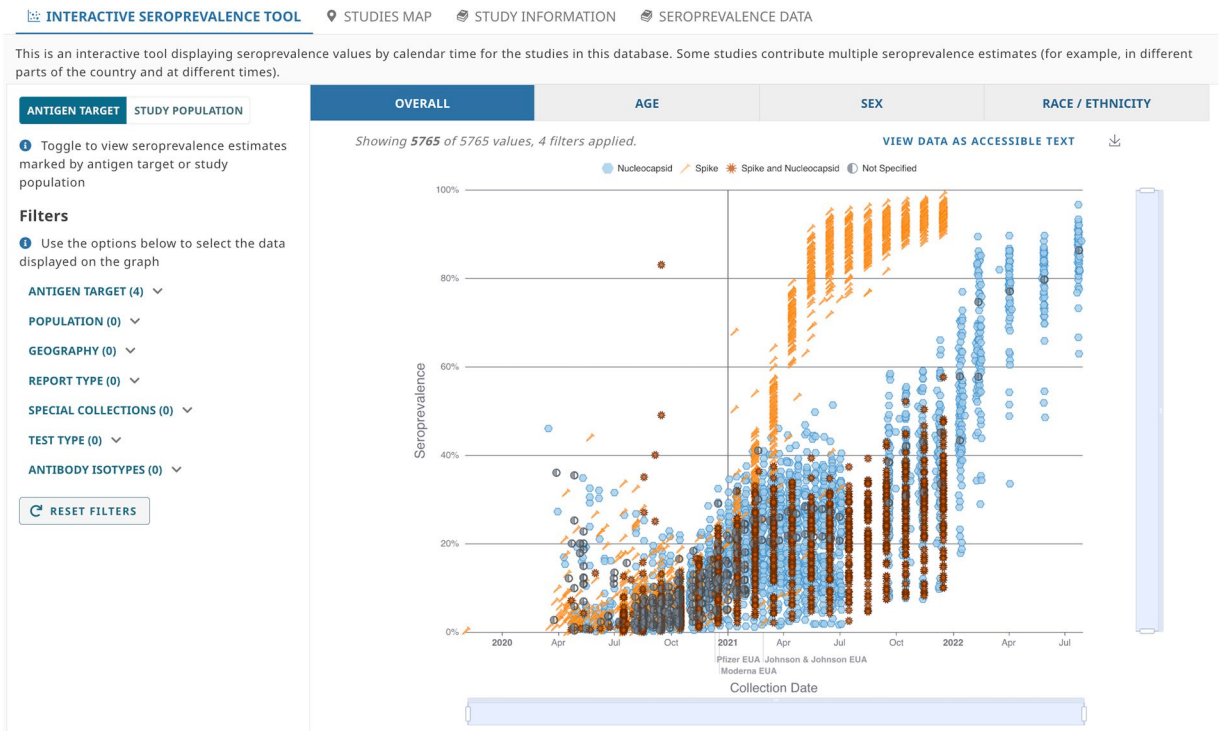 INTERACTIVE SEROPREVALENCE TOOL STUDIES MAP STUDY INFORMATION SEROPREVALENCE DATA
This is an interactive tool displaying seroprevalence values by calendar time for the studies in this database. Some studies contribute multiple seroprevalence estimates (for example, in different
parts of the country and at different times).
ANTIGEN TARGET STUDY POPULATION
Toggle to view seroprevalence estimates
marked by antigen target or study
population
Filters
Use the options below to select the data
displayed on the graph
ANTIGEN TARGET (4)
POPULATION (0)
GEOGRAPHY (0)
REPORT TYPE (0)
SPECIAL COLLECTIONS (0)
TEST TYPE (0)
ANTIBODY ISOTYPES (0)
RESET FILTERS
OVERALL AGE SEX RACE / ETHNICITY
Showing 5765 of 5765 values, 4 filters applied. VIEW DATA AS ACCESSIBLE TEXT
Nucleocapsid Spike Spike and Nucleocapsid Not Specified
100%
80%
60%
40%
20%
0%
Seroprevalence
2020 Apr Jul Oct 2021 Apr Jul Oct 2022 Apr Jul
Pfizer EUA Johnson & Johnson EUA
Moderna EUA
Collection Date